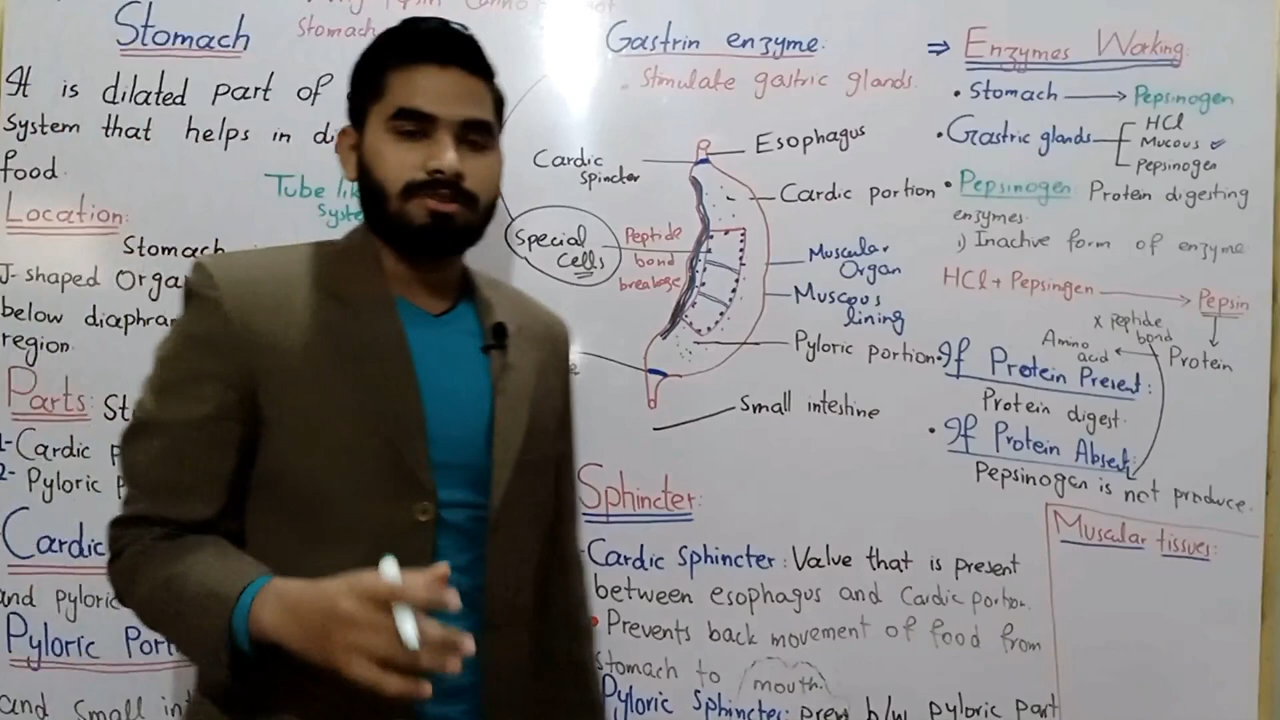 Stomach
It is dilated part of
System that helps in di
food.
Tube lik
Syste
Location:
Stomach
J-shaped Orga
below diaphra
region.
Parts: St
1-Cardic p
2- Pyloric p
Cardic
and pyloric
Pyloric Port
and small in
Stomach
Gastrin enzyme:
. Stimulate gastric glands.
Esophagus
Cardic
spincter
Cardic portion
Special
cells
Peptide
bond
breakage
Muscular
Organ
Muscous
lining
Pyloric portion
Small intestine
Sphincter:
Cardic Sphincter: Value that is present
between esophagus and Cardic portion.
• Prevents back movement of food from
stomach to mouth.
Pyloric Sphincter: pren b/w pyloric part
⇒ Enzymes Working:
• Stomach → Pepsinogen
• Gastric glands
HCl
Mucous
Pepsinogen
• Pepsinogen: Protein digesting
enzymes.
i) Inachive form of enzyme
HCl + Pepsingen → Pepsin
x peptide
bond
Amino
acid ← Protein
• If Protein Present:
Protein digest.
• If Protein Absent:
Pepsinogen is not produce.
Muscular tissues: